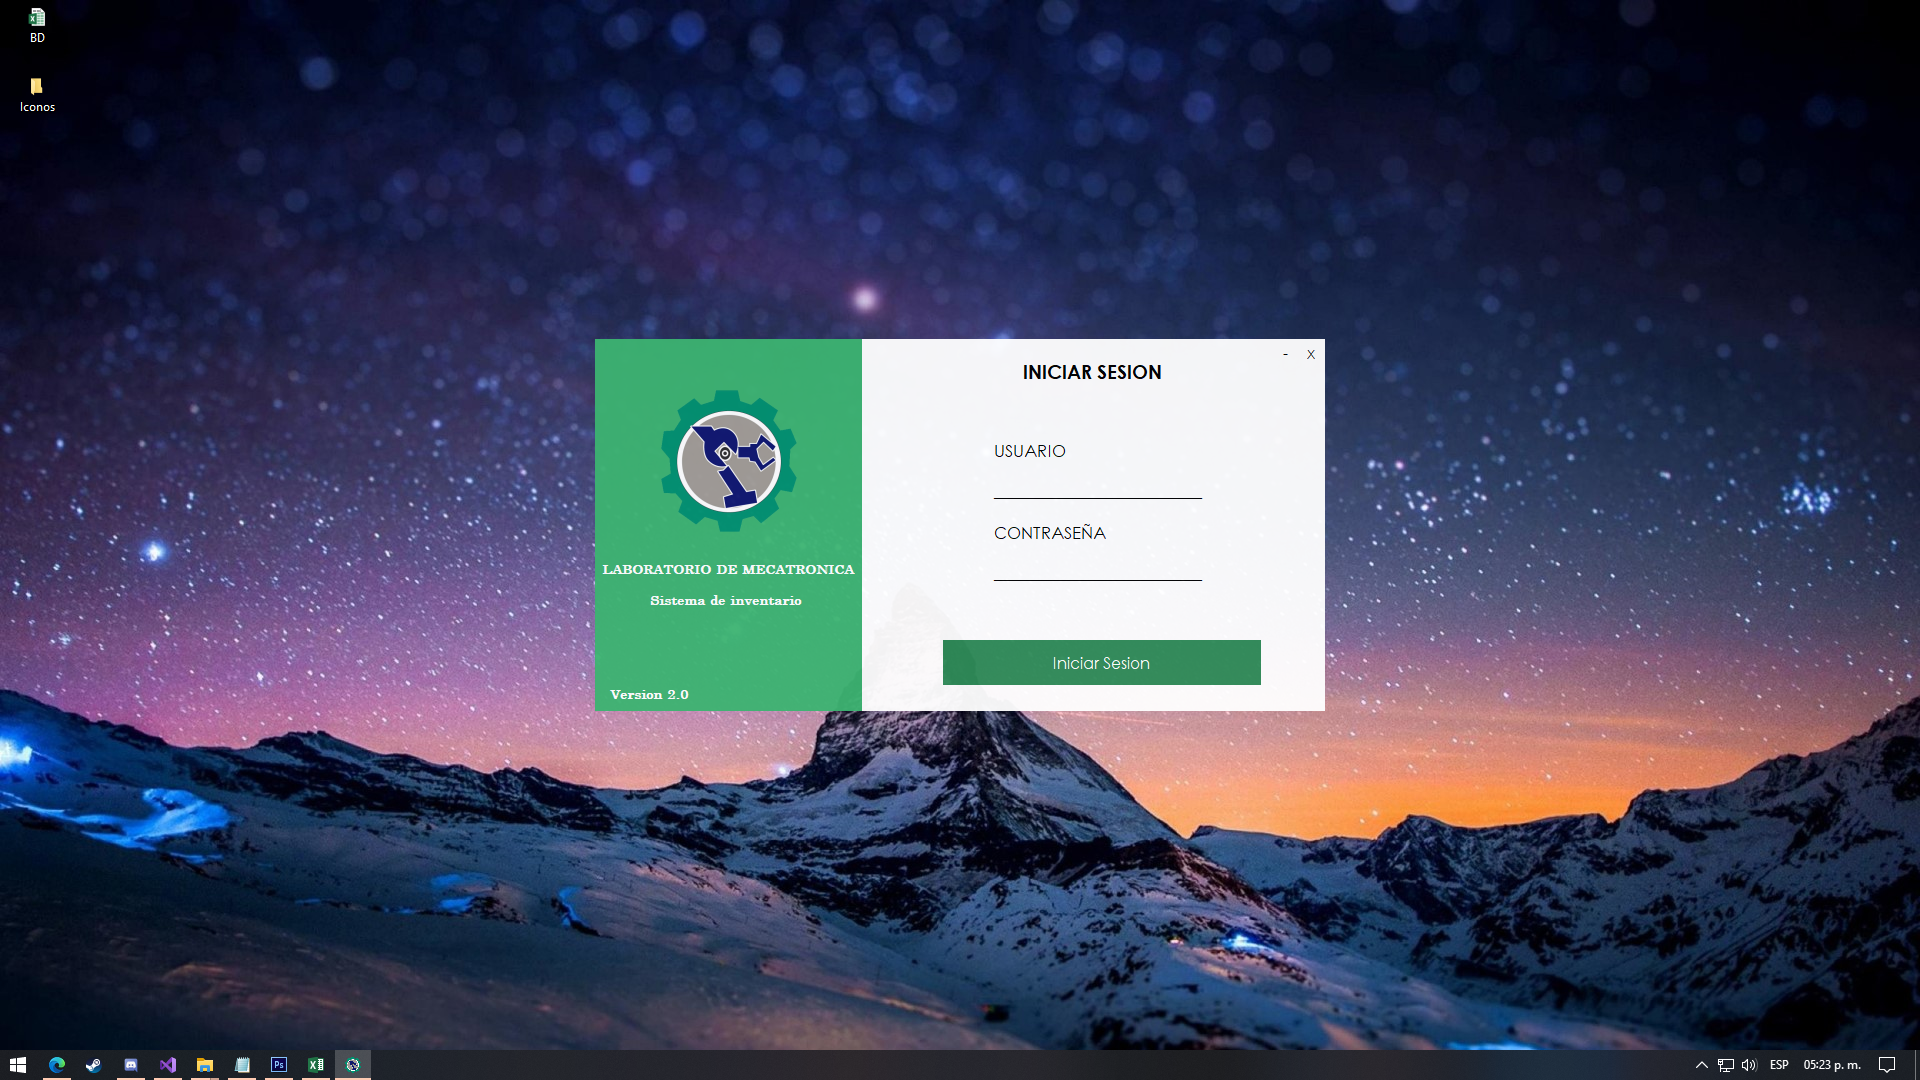 BD
Iconos
- X
INICIAR SESION
USUARIO
CONTRASEÑA
Iniciar Sesion
LABORATORIO DE MECATRONICA
Sistema de inventario
Version 2.0
Ps
ESP
05:23 p. m.